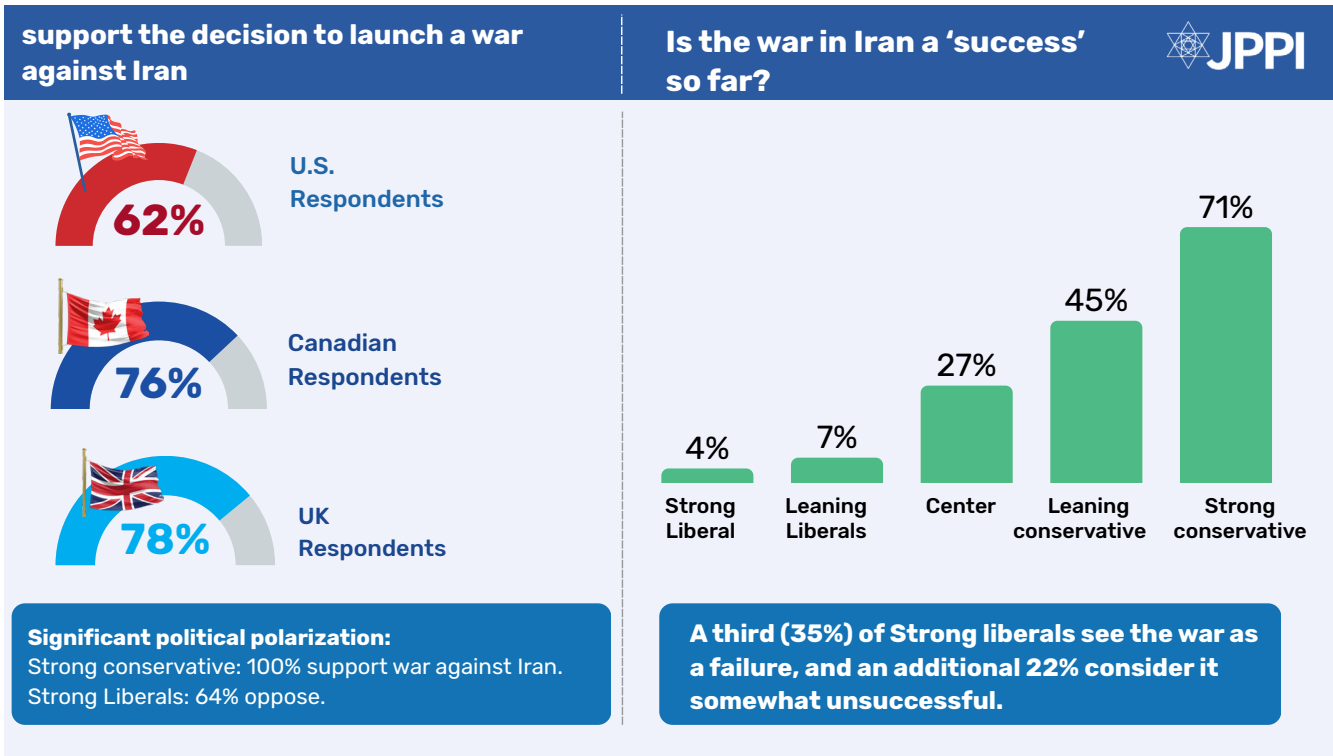 support the decision to launch a war
against Iran
62%
U.S.
Respondents
76%
Canadian
Respondents
78%
UK
Respondents
Significant political polarization:
Strong conservative: 100% support war against Iran.
Strong Liberals: 64% oppose.
Is the war in Iran a ‘success’
so far?
JPPI
4%
7%
27%
45%
71%
Strong
Liberal
Leaning
Liberals
Center
Leaning
conservative
Strong
conservative
A third (35%) of Strong liberals see the war as
a failure, and an additional 22% consider it
somewhat unsuccessful.